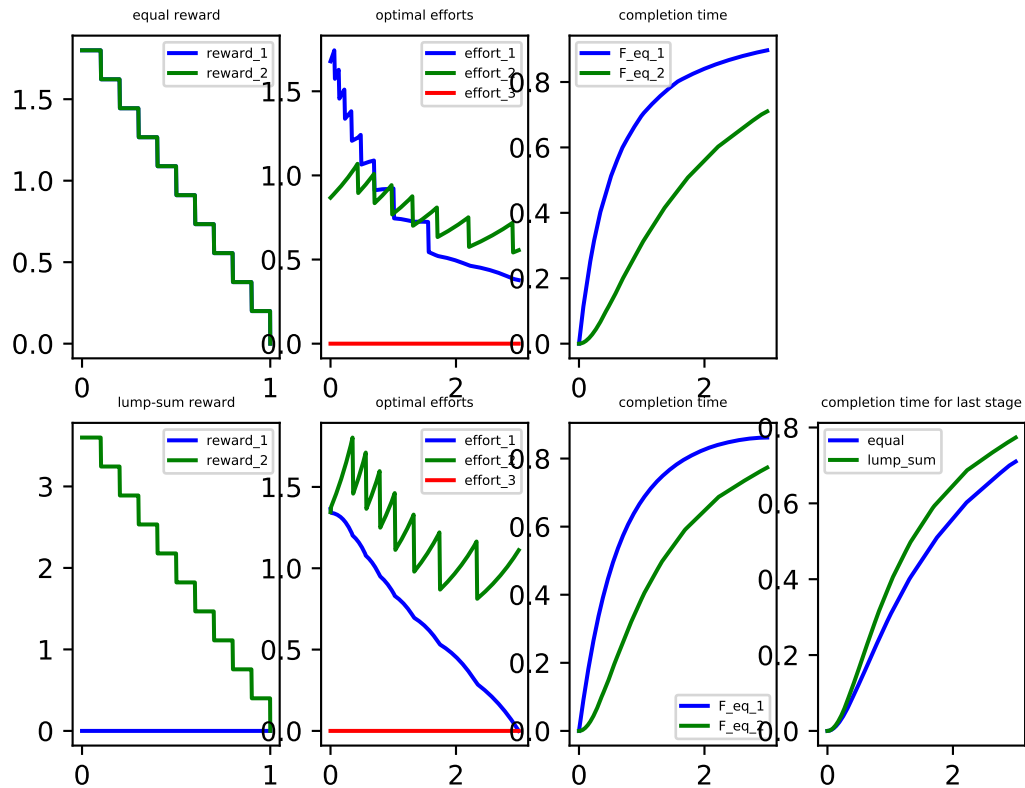 equal reward
optimal efforts
completion time
reward_1
reward_2
effort_1
effort_2
effort_3
F_eq_1
F_eq_2
1.5
1.0
0.5
0.0
0
1
1.5
1.0
0.5
0.0
0
2
0.8
0.6
0.4
0.2
0.0
0
2
lump-sum reward
optimal efforts
completion time
completion time for last stage
reward_1
reward_2
effort_1
effort_2
effort_3
F_eq_1
F_eq_2
equal
lump_sum
3
2
1
0
0
1
1.5
1.0
0.5
0.0
0
2
0.8
0.6
0.4
0.2
0.0
0
2
0.8
0.6
0.4
0.2
0.0
0
2